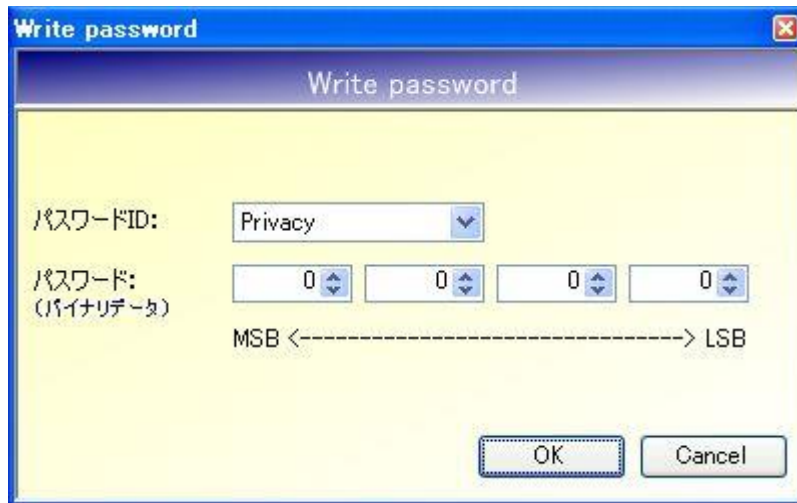 Write password
Write password
パスワードID:
Privacy
パスワード:
0 0 0 0
(バイナリデータ)
MSB <--------------------------------> LSB
OK Cancel